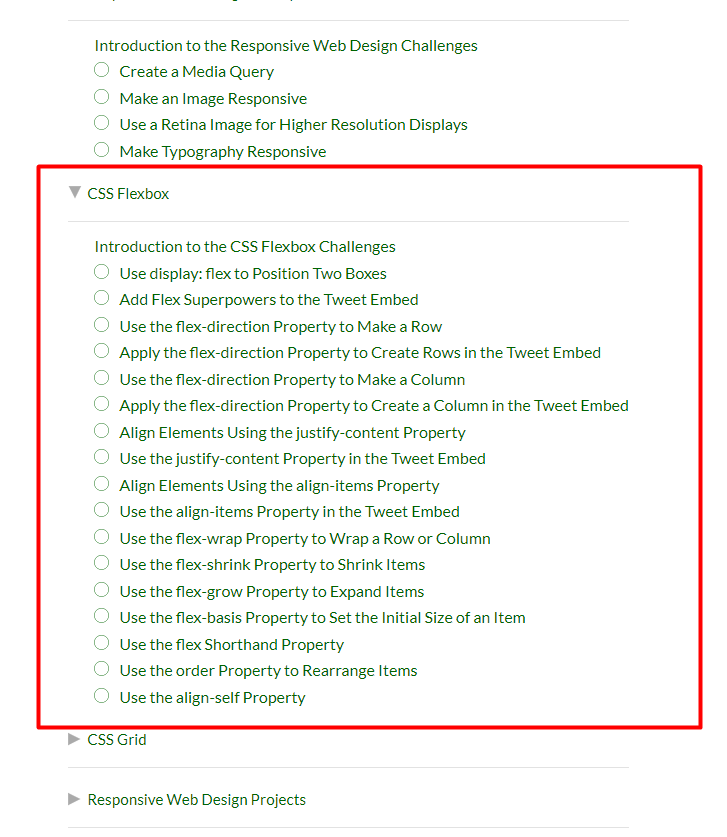 Introduction to the Responsive Web Design Challenges
Create a Media Query
Make an Image Responsive
Use a Retina Image for Higher Resolution Displays
Make Typography Responsive
CSS Flexbox
Introduction to the CSS Flexbox Challenges
Use display: flex to Position Two Boxes
Add Flex Superpowers to the Tweet Embed
Use the flex-direction Property to Make a Row
Apply the flex-direction Property to Create Rows in the Tweet Embed
Use the flex-direction Property to Make a Column
Apply the flex-direction Property to Create a Column in the Tweet Embed
Align Elements Using the justify-content Property
Use the justify-content Property in the Tweet Embed
Align Elements Using the align-items Property
Use the align-items Property in the Tweet Embed
Use the flex-wrap Property to Wrap a Row or Column
Use the flex-shrink Property to Shrink Items
Use the flex-grow Property to Expand Items
Use the flex-basis Property to Set the Initial Size of an Item
Use the flex Shorthand Property
Use the order Property to Rearrange Items
Use the align-self Property
CSS Grid
Responsive Web Design Projects